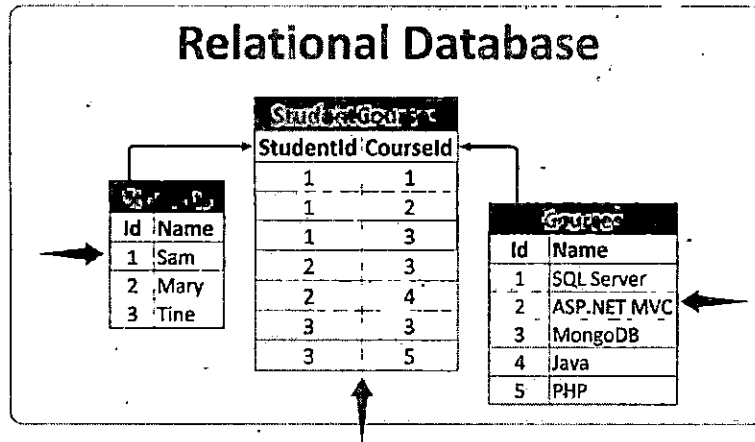 Relational Database
StudentCourses
StudentId CourseId
1 1
1 2
1 3
2 3
2 4
3 3
3 5
Id Name
1 Sam
2 Mary
3 Tine
Courses
Id Name
1 SQL Server
2 ASP.NET MVC
3 MongoDB
4 Java
5 PHP